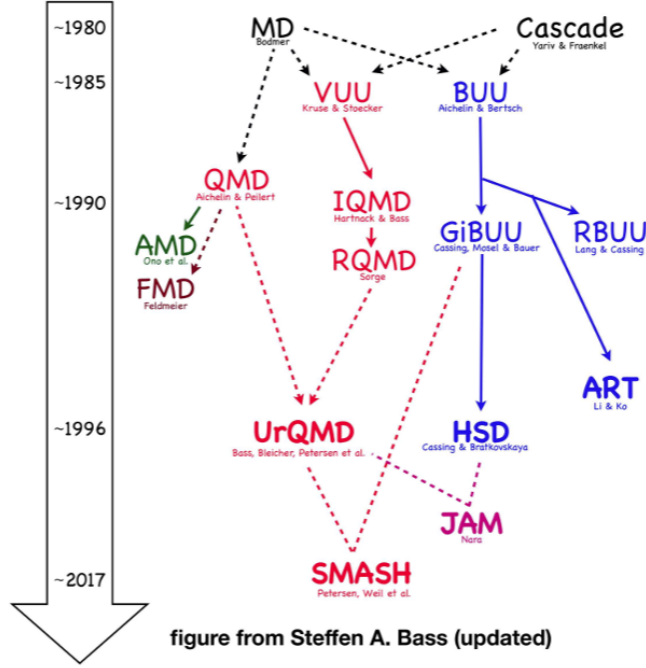 ~1980
MD
Bodmer
Cascade
Yariv & Fraenkel
~1985
VUU
Kruse & Stoecker
BUU
Aichelin & Bertsch
QMD
Aichelin & Peilert
~1990
IQMD
Hartnack & Bass
AMD
Ono et al.
RQMD
Sorge
GiBUU
Cassing, Mosel & Bauer
RBUU
Lang & Cassing
FMD
Feldmeier
ART
Li & Ko
~1996
UrQMD
Bass, Bleicher, Petersen et al.
HSD
Cassing & Bratkovskaya
JAM
Nara
~2017
SMASH
Petersen, Weil et al.
figure from Steffen A. Bass (updated)